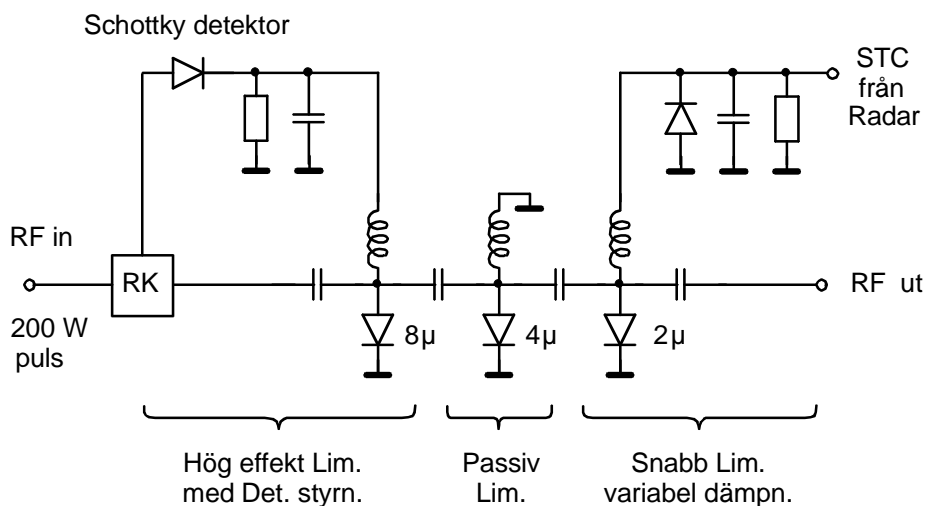 Schottky detektor
STC
från
Radar
RF in
RK
RF ut
200 W
puls
8µ
4µ
2µ
Hög effekt Lim.
med Det. styrn.
Passiv
Lim.
Snabb Lim.
variabel dämpn.